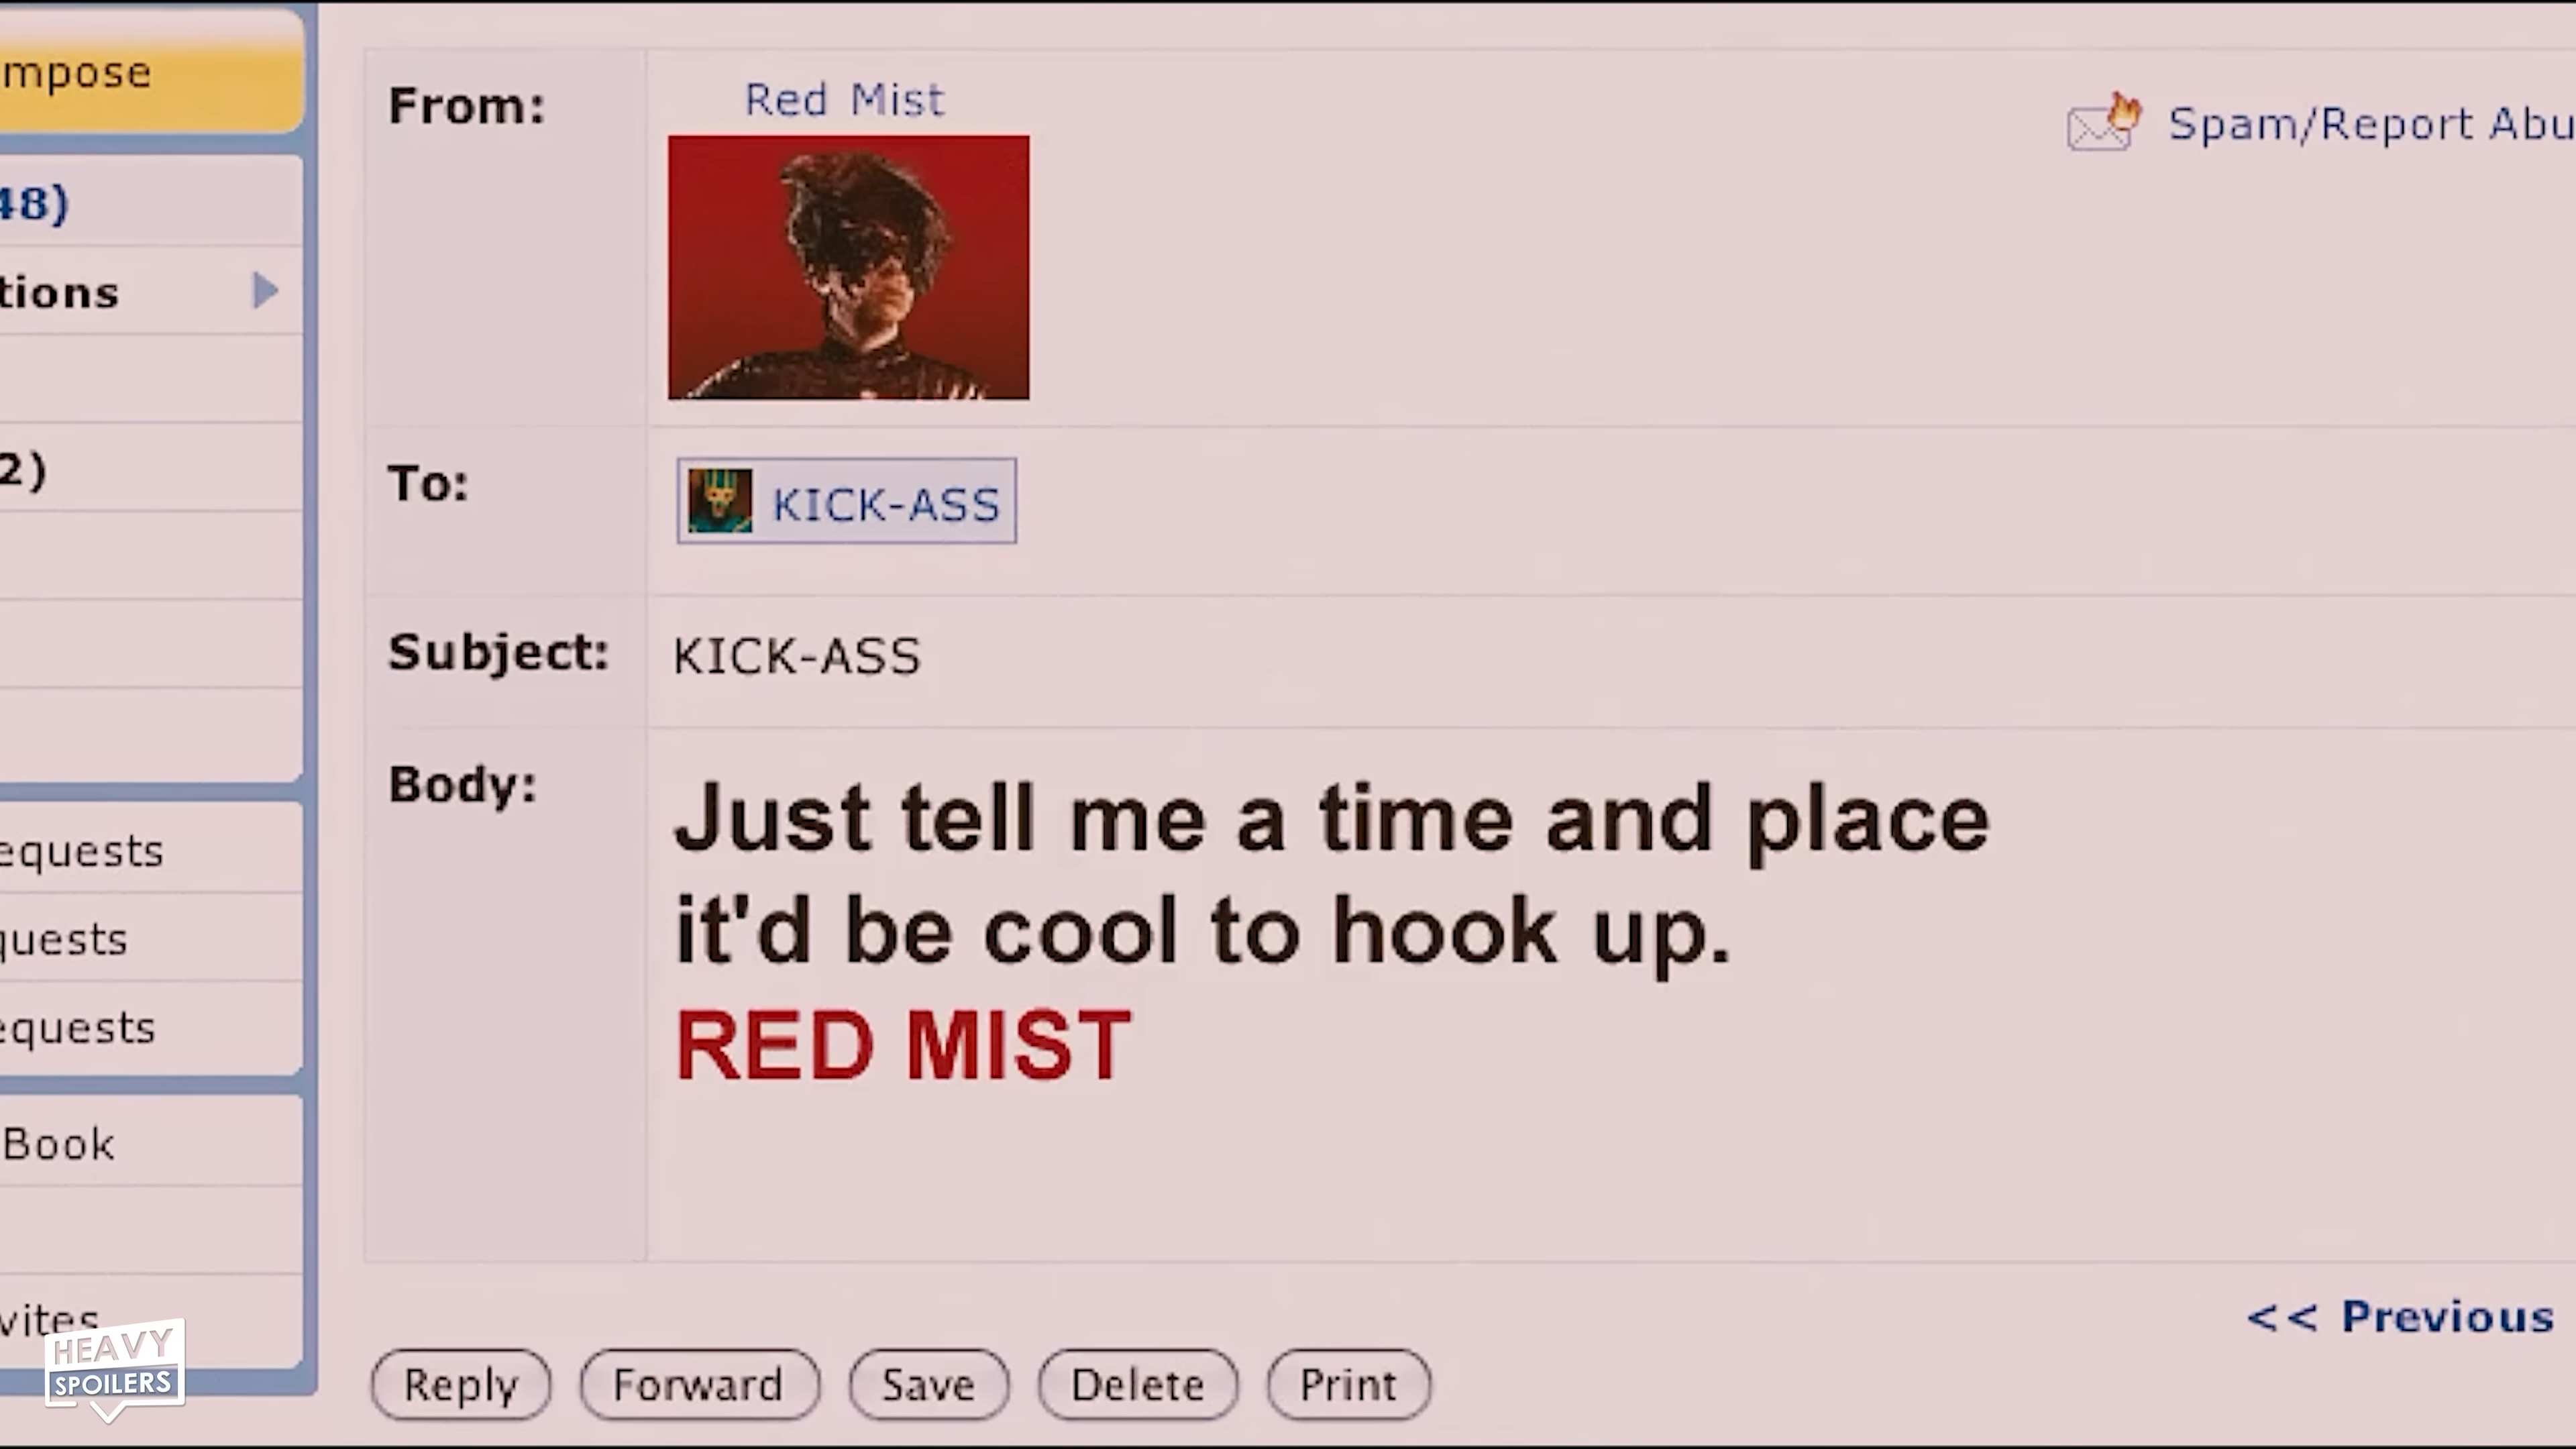 mpose
48)
tions
2)
equests
quests
equests
Book
vites
From:
Red Mist
Spam/Report Abu
To:
KICK-ASS
Subject:
KICK-ASS
Body:
Just tell me a time and place
it'd be cool to hook up.
RED MIST
<< Previous
Reply
Forward
Save
Delete
Print
HEAVY
SPOILERS